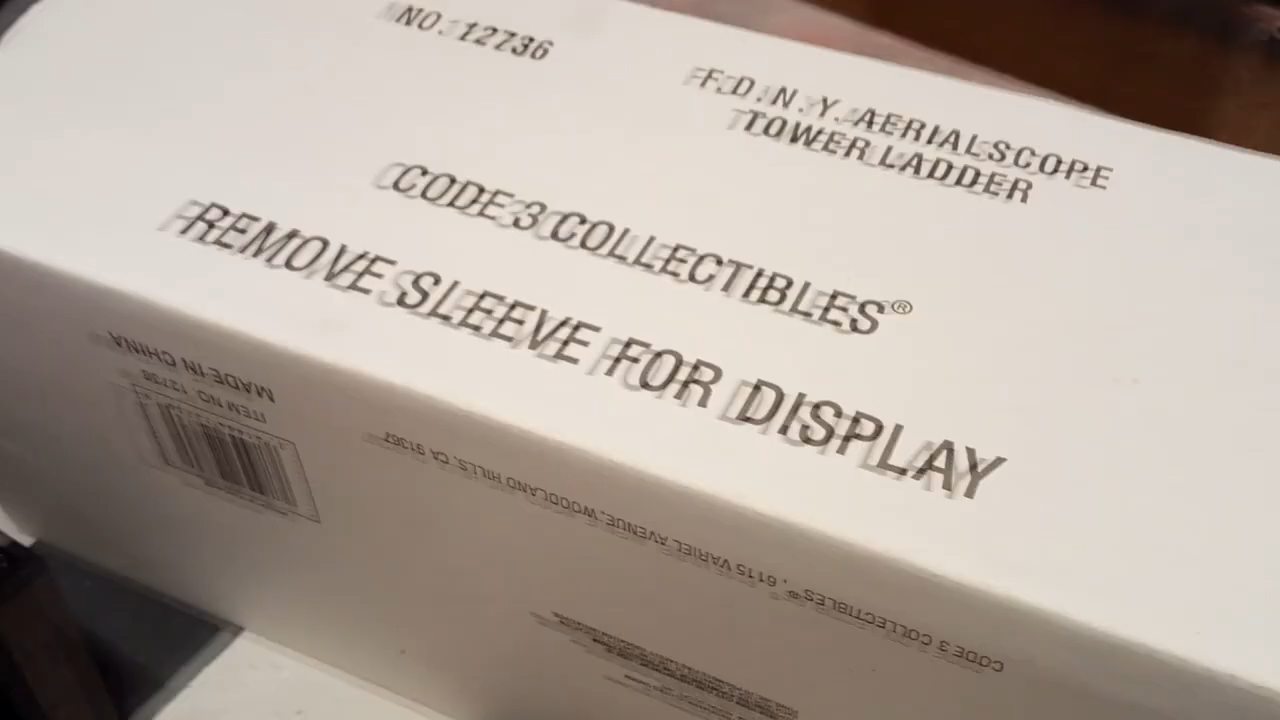 NO. 12736
F.D.N.Y. AERIALSCOPE
TOWER LADDER
CODE 3 COLLECTIBLES®
REMOVE SLEEVE FOR DISPLAY
MADE IN CHINA
ITEM NO. 12736
CODE 3 COLLECTIBLES®, 6115 VARIEL AVENUE, WOODLAND HILLS, CA 91367